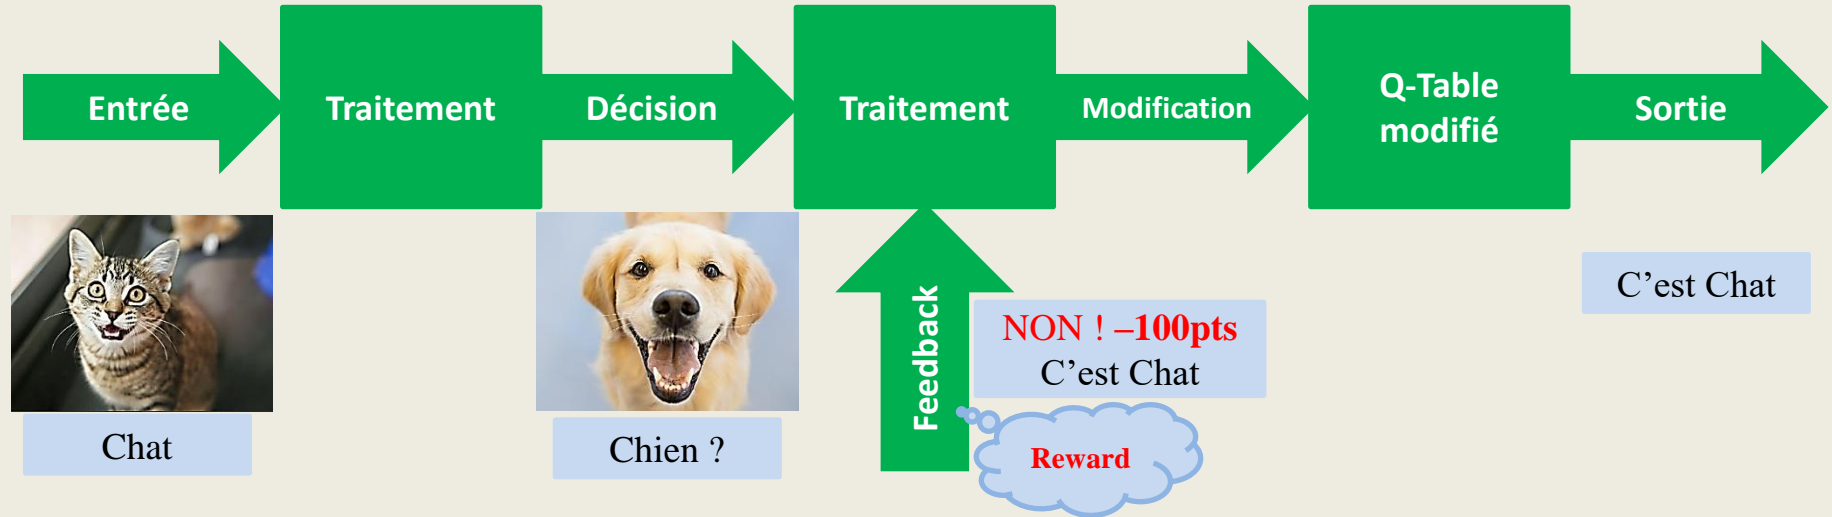 Entrée
Traitement
Décision
Traitement
Modification
Q-Table
modifié
Sortie
Chat
Chien ?
Feedback
NON ! –100pts
C’est Chat
Reward
C’est Chat